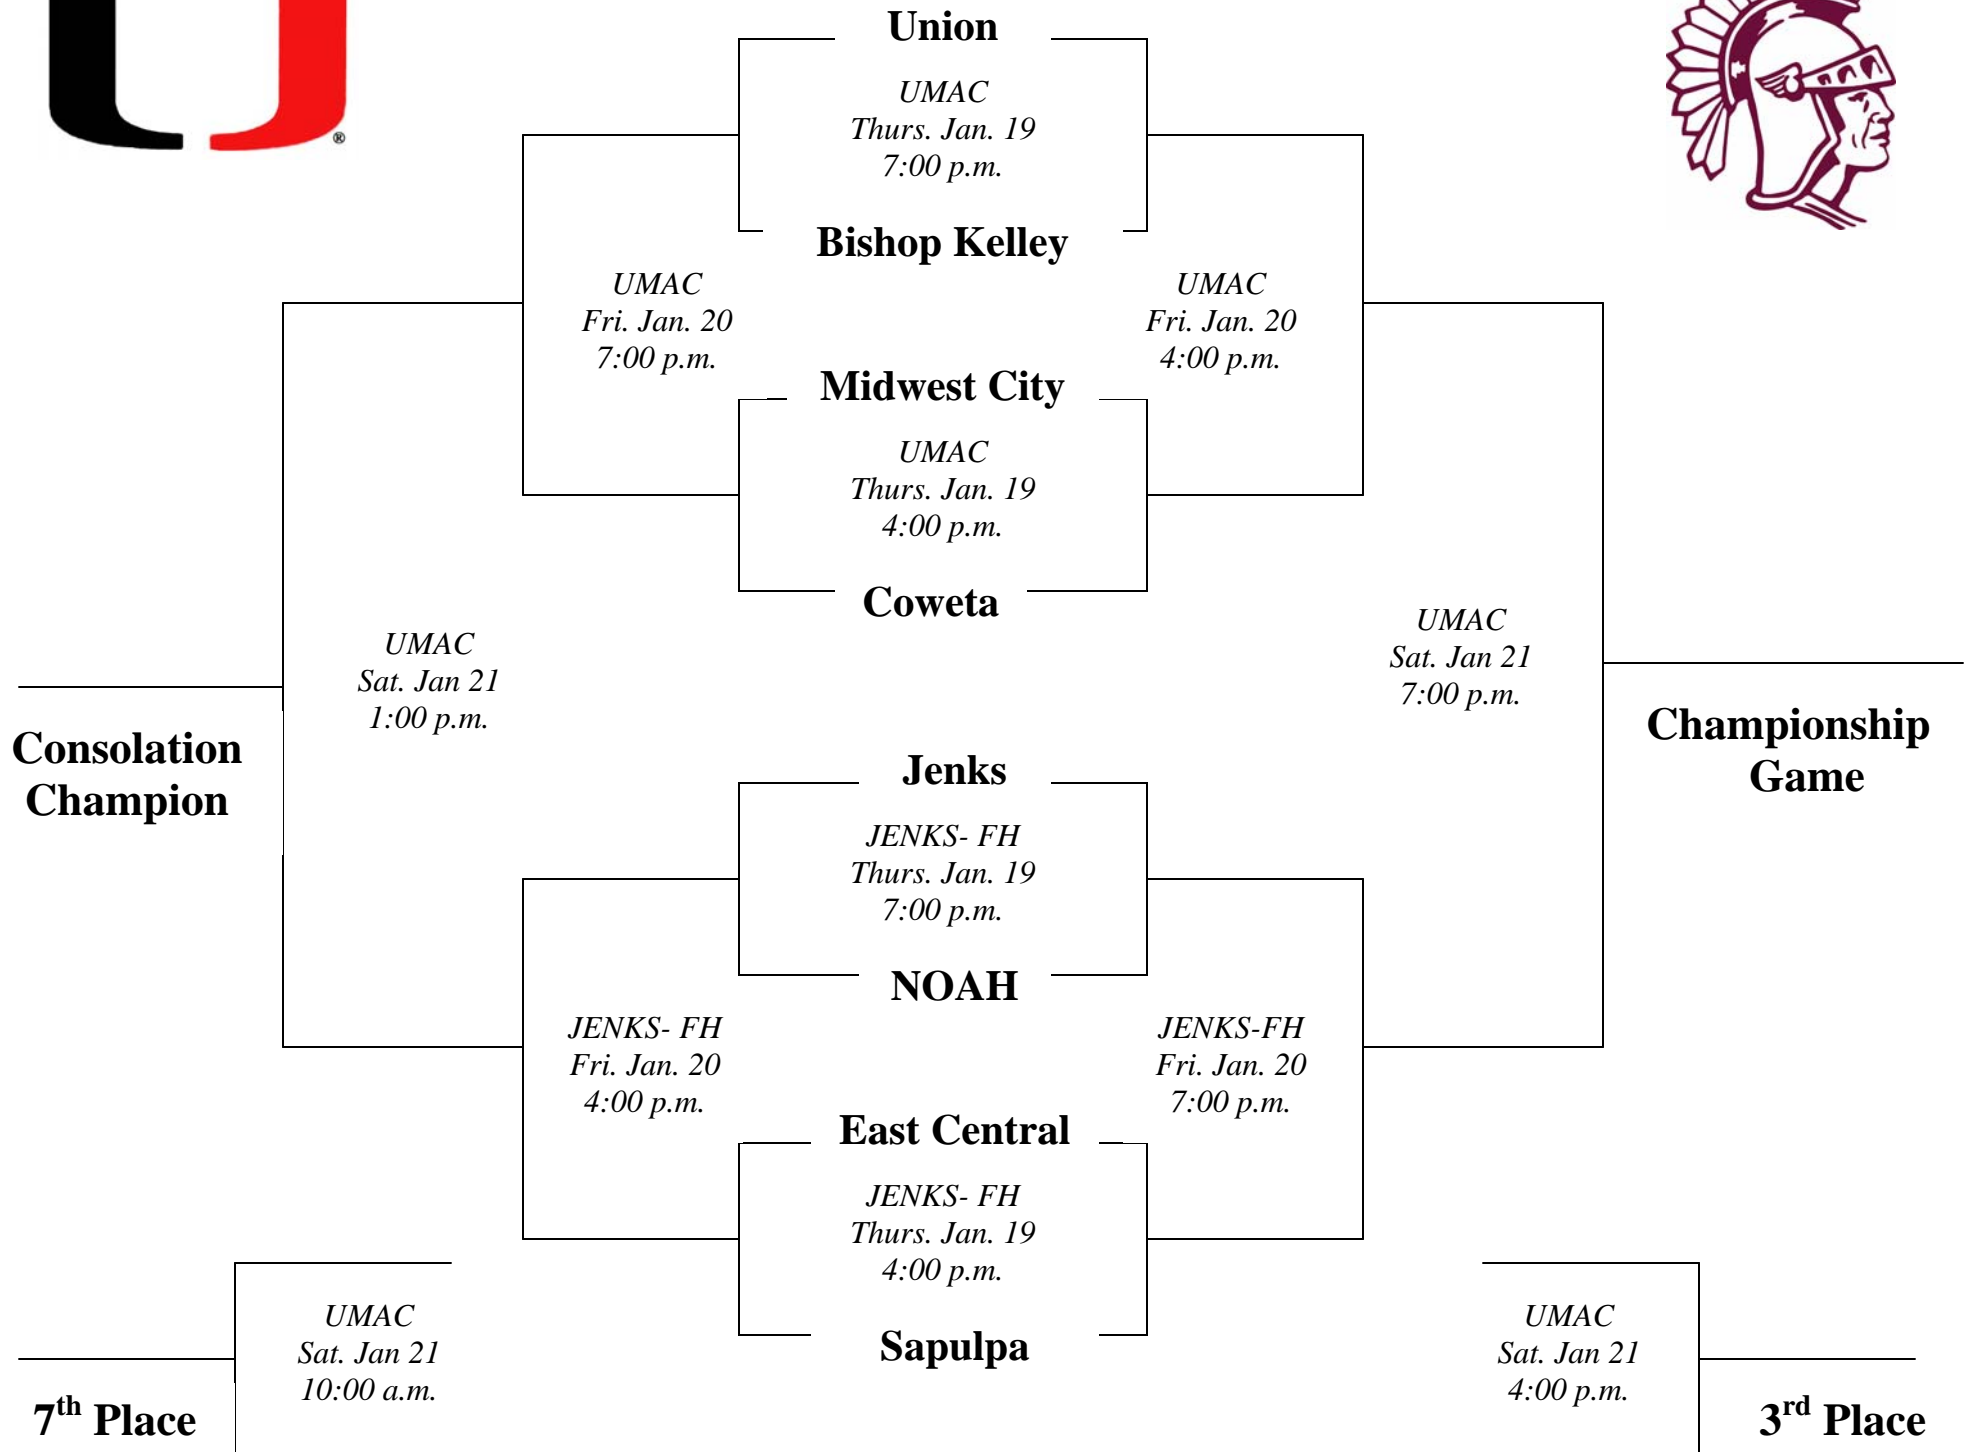 Union
UMAC
Thurs. Jan. 19
7:00 p.m.
®
Bishop Kelley
UMAC
Fri. Jan. 20
7:00 p.m.
UMAC
Fri. Jan. 20
4:00 p.m.
Midwest City
UMAC
Thurs. Jan. 19
4:00 p.m.
Coweta
UMAC
Sat. Jan 21
1:00 p.m.
UMAC
Sat. Jan 21
7:00 p.m.
Consolation
Champion
Championship
Game
Jenks
JENKS- FH
Thurs. Jan. 19
7:00 p.m.
NOAH
JENKS- FH
Fri. Jan. 20
4:00 p.m.
JENKS-FH
Fri. Jan. 20
7:00 p.m.
East Central
JENKS- FH
Thurs. Jan. 19
4:00 p.m.
Sapulpa
UMAC
Sat. Jan 21
10:00 a.m.
7th Place
UMAC
Sat. Jan 21
4:00 p.m.
3rd Place